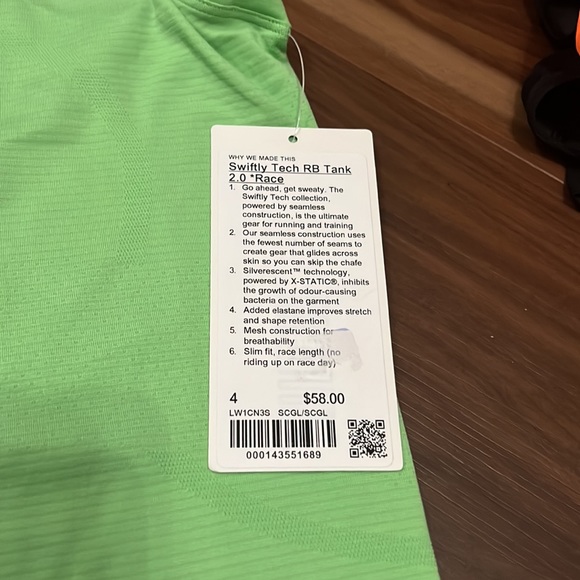 WHY WE MADE THIS
Swiftly Tech RB Tank
2.0 *Race
1. Go ahead, get sweaty. The
Swiftly Tech collection,
powered by seamless
construction, is the ultimate
gear for running and training
2. Our seamless construction uses
the fewest number of seams to
create gear that glides across
skin so you can skip the chafe
3. Silverescent™ technology,
powered by X-STATIC®, inhibits
the growth of odour-causing
bacteria on the garment
4. Added elastane improves stretch
and shape retention
5. Mesh construction for
breathability
6. Slim fit, race length (no
riding up on race day)
4 $58.00
LW1CN3S SCGL/SCGL
000143551689